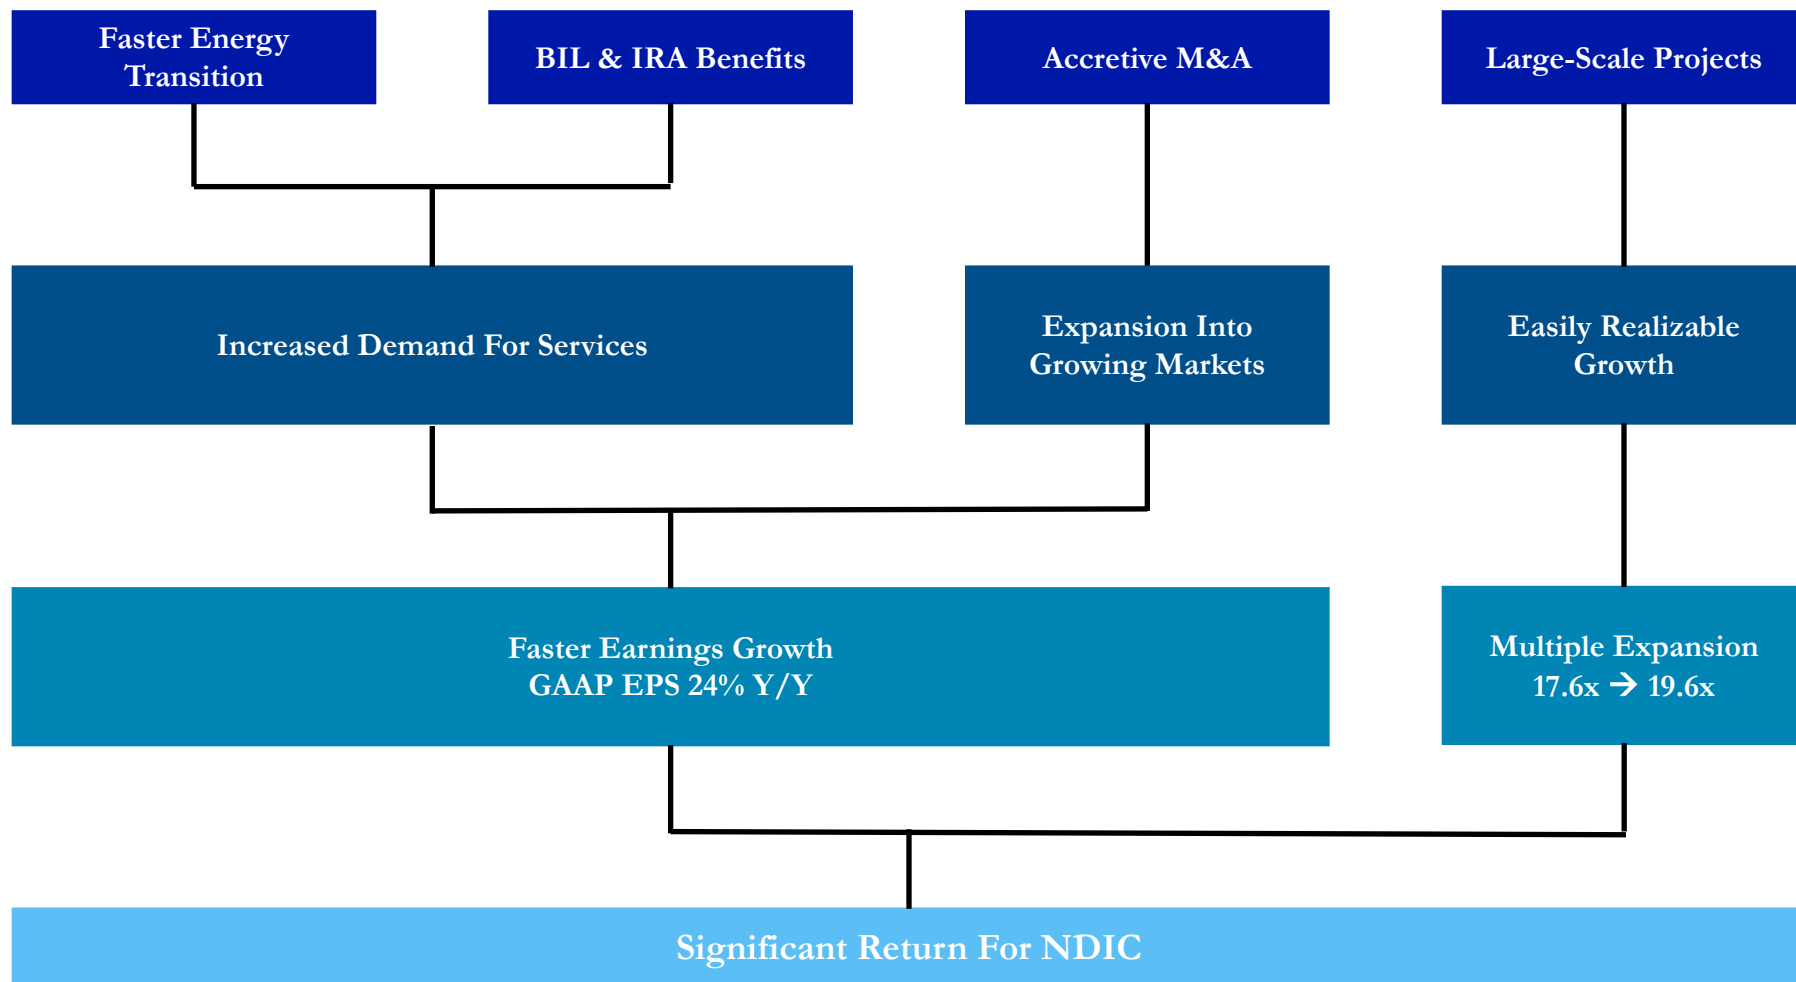 Faster Energy
Transition
BIL & IRA Benefits
Accretive M&A
Large-Scale Projects
Increased Demand For Services
Expansion Into
Growing Markets
Easily Realizable
Growth
Faster Earnings Growth
GAAP EPS 24% Y/Y
Multiple Expansion
17.6x → 19.6x
Significant Return For NDIC